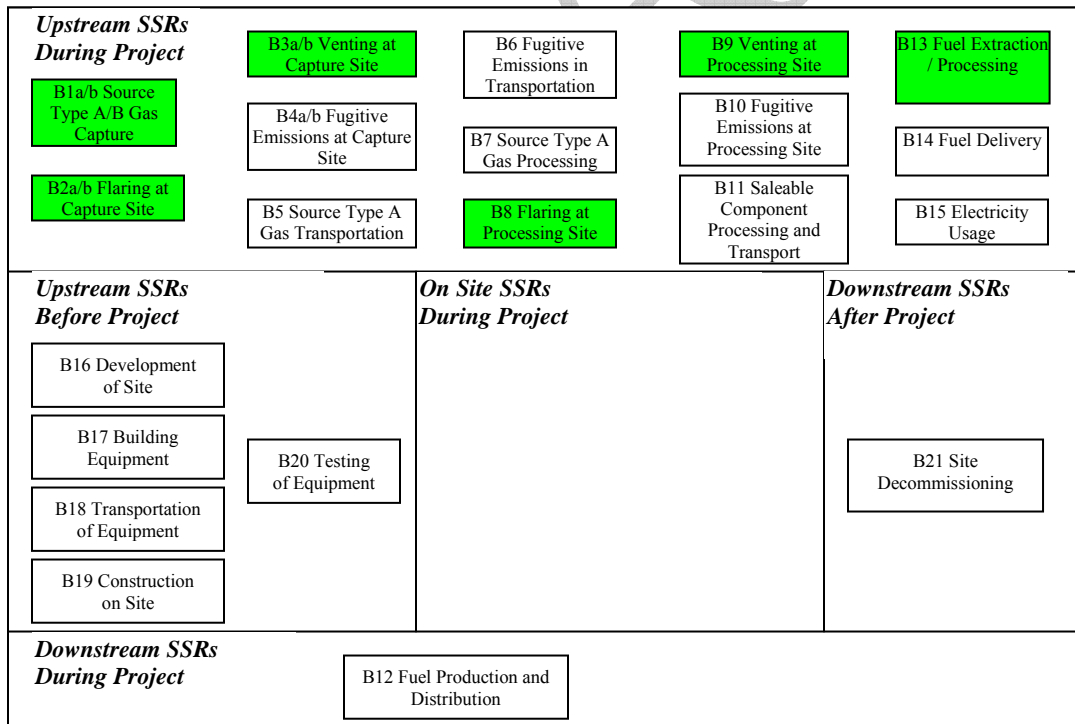 Upstream SSRs
During Project
B1a/b Source
Type A/B Gas
Capture
B2a/b Flaring at
Capture Site
B3a/b Venting at
Capture Site
B4a/b Fugitive
Emissions at Capture
Site
B5 Source Type A
Gas Transportation
B6 Fugitive
Emissions in
Transportation
B7 Source Type A
Gas Processing
B8 Flaring at
Processing Site
B9 Venting at
Processing Site
B10 Fugitive
Emissions at
Processing Site
B11 Saleable
Component
Processing and
Transport
B13 Fuel Extraction
/ Processing
B14 Fuel Delivery
B15 Electricity
Usage
Upstream SSRs
Before Project
B16 Development
of Site
B17 Building
Equipment
B18 Transportation
of Equipment
B19 Construction
on Site
B20 Testing
of Equipment
On Site SSRs
During Project
Downstream SSRs
After Project
B21 Site
Decommissioning
Downstream SSRs
During Project
B12 Fuel Production and
Distribution